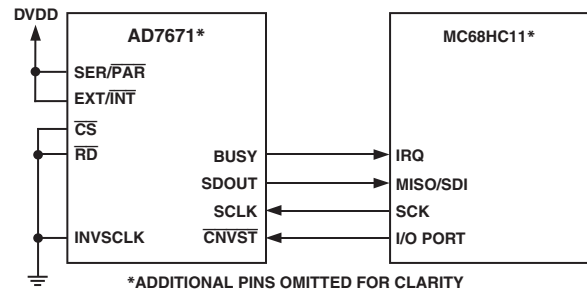 DVDD
AD7671*
MC68HC11*
SER/PAR
EXT/INT
CS
RD
BUSY
IRQ
SDOUT
MISO/SDI
SCLK
SCK
INVSCLK
CNVST
I/O PORT
*ADDITIONAL PINS OMITTED FOR CLARITY